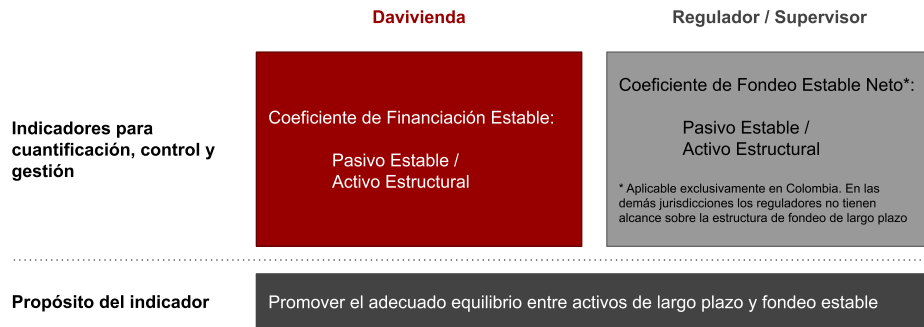 Davivienda
Regulador / Supervisor
Indicadores para
cuantificación, control y
gestión
Coeficiente de Financiación Estable:
Pasivo Estable /
Activo Estructural
Coeficiente de Fondeo Estable Neto*:
Pasivo Estable /
Activo Estructural
* Aplicable exclusivamente en Colombia. En las
demás jurisdicciones los reguladores no tienen
alcance sobre la estructura de fondeo de largo plazo
Propósito del indicador
Promover el adecuado equilibrio entre activos de largo plazo y fondeo estable